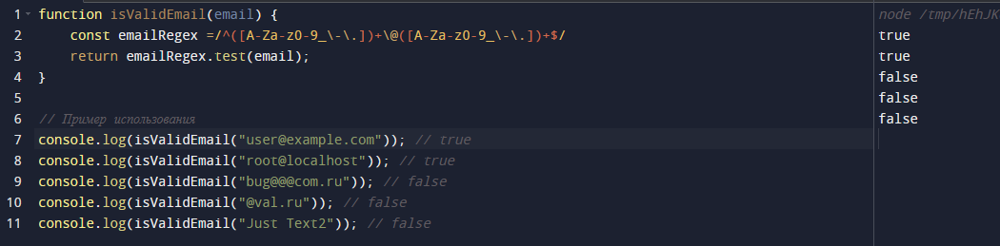 1 function isValidEmail(email) {
2 const emailRegex =/^([A-Za-z0-9_\-\.])+\@([A-Za-z0-9_\-\.])+$/
3 return emailRegex.test(email);
4 }
5
6 // Пример использования
7 console.log(isValidEmail("user@example.com")); // true
8 console.log(isValidEmail("root@localhost")); // true
9 console.log(isValidEmail("bug@@@com.ru")); // false
10 console.log(isValidEmail("@val.ru")); // false
11 console.log(isValidEmail("Just Text2")); // false
node /tmp/hEhJK
true
true
false
false
false